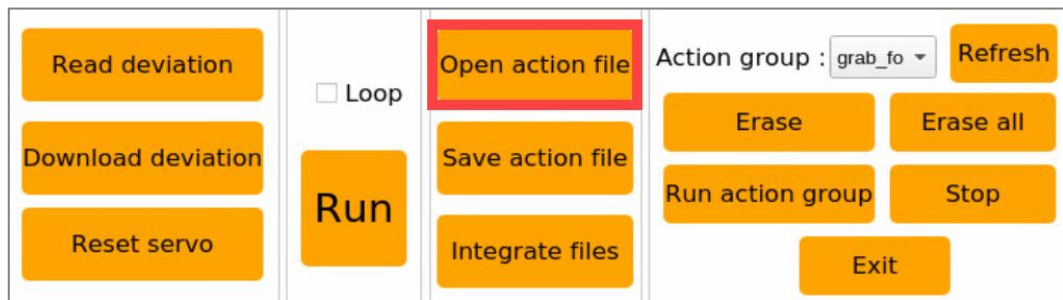 Read deviation
Download deviation
Reset servo
Loop
Run
Open action file
Save action file
Integrate files
Action group : grab_fo Refresh
Erase Erase all
Run action group Stop
Exit